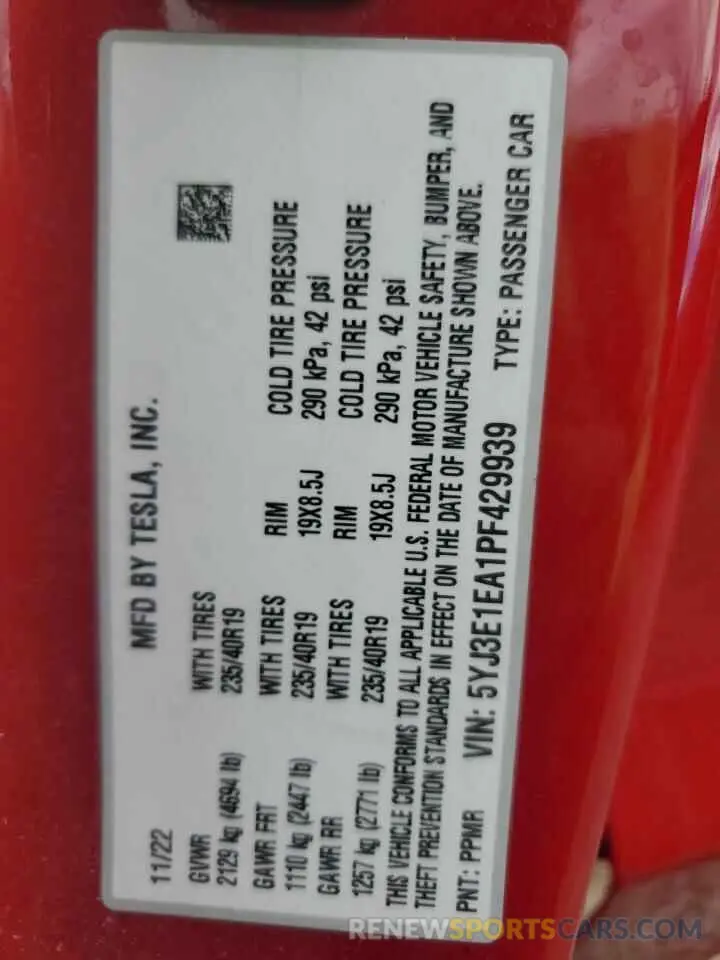 MFD BY TESLA, INC.
11/22
GVWR WITH TIRES
2129 kg (4694 lb) 235/40R19
GAWR FRT WITH TIRES RIM COLD TIRE PRESSURE
1110 kg (2447 lb) 235/40R19 19X8.5J 290 kPa, 42 psi
GAWR RR WITH TIRES RIM COLD TIRE PRESSURE
1257 kg (2771 lb) 235/40R19 19X8.5J 290 kPa, 42 psi
THIS VEHICLE CONFORMS TO ALL APPLICABLE U.S. FEDERAL MOTOR VEHICLE SAFETY, BUMPER, AND
THEFT PREVENTION STANDARDS IN EFFECT ON THE DATE OF MANUFACTURE SHOWN ABOVE.
PNT: PPMR VIN: 5YJ3E1EA1PF429939 TYPE: PASSENGER CAR
RENEWSPORTSCARS.COM